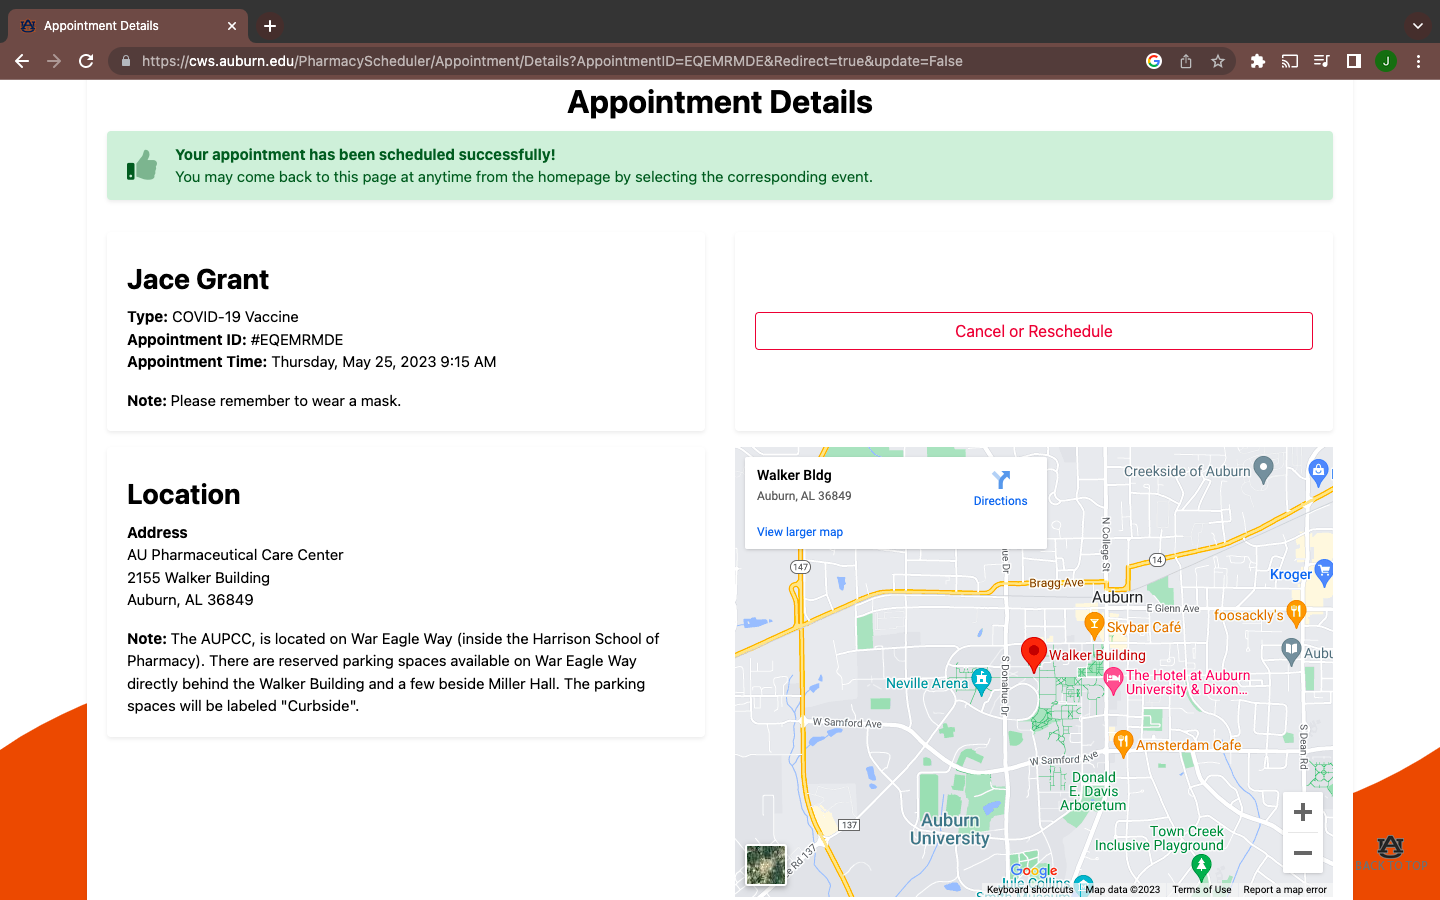 Appointment Details
https://cws.auburn.edu/PharmacyScheduler/Appointment/Details?AppointmentID=EQEMRMDE&Redirect=true&update=False
J
Appointment Details
Your appointment has been scheduled successfully!
You may come back to this page at anytime from the homepage by selecting the corresponding event.
Jace Grant
Type: COVID-19 Vaccine
Appointment ID: #EQEMRMDE
Appointment Time: Thursday, May 25, 2023 9:15 AM
Note: Please remember to wear a mask.
Cancel or Reschedule
Location
Address
AU Pharmaceutical Care Center
2155 Walker Building
Auburn, AL 36849
Note: The AUPCC, is located on War Eagle Way (inside the Harrison School of
Pharmacy). There are reserved parking spaces available on War Eagle Way
directly behind the Walker Building and a few beside Miller Hall. The parking
spaces will be labeled "Curbside".
Walker Bldg
Auburn, AL 36849
Directions
View larger map
Creekside of Auburn
N College St
147
14
Kroger
Bragg Ave
Auburn
E Glenn Ave
foosackly's
Skybar Café
Walker Building
Neville Arena
S Donahue Dr
The Hotel at Auburn
University & Dixon...
W Samford Ave
S Dean Rd
Amsterdam Cafe
W Samford Ave
Donald
E. Davis
Arboretum
137
Auburn
University
Town Creek
Inclusive Playground
Rd 137
Google
Keyboard shortcuts
Map data ©2023
Terms of Use
Report a map error
BACK TO TOP